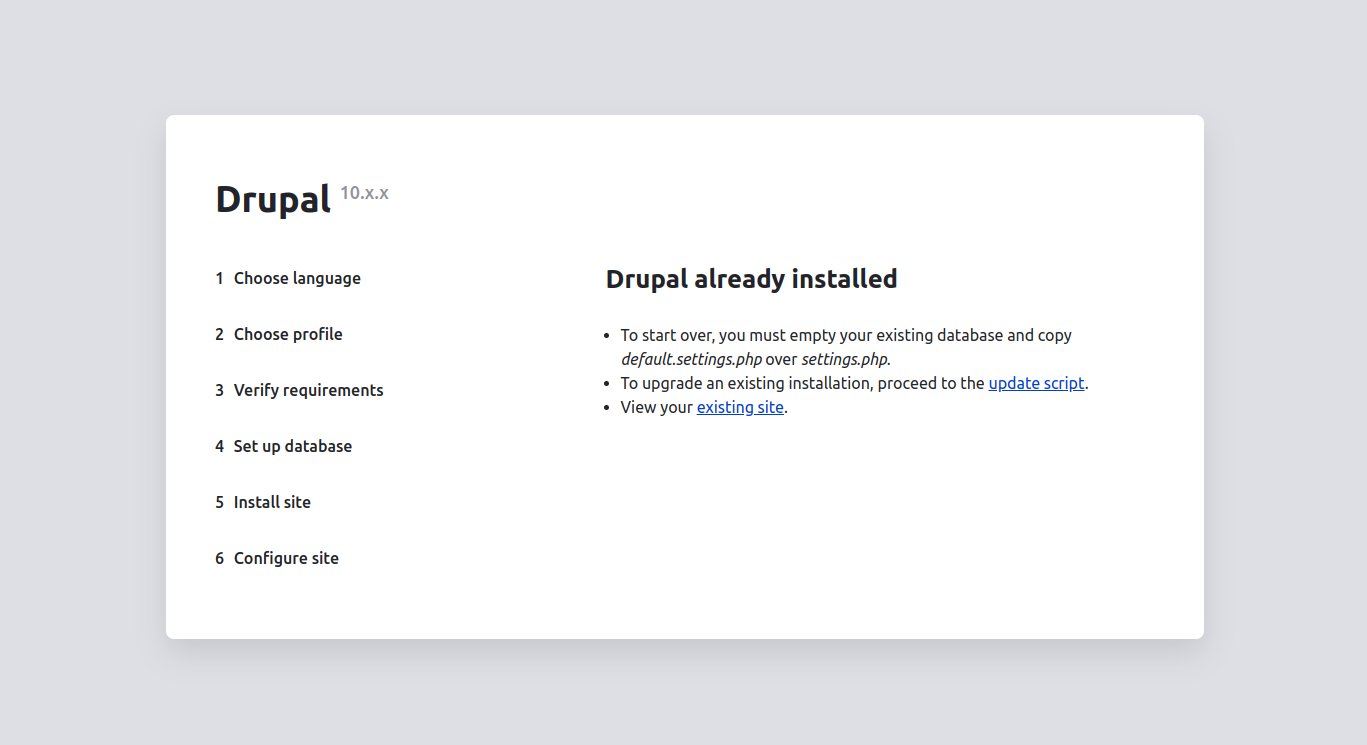 Drupal 10.x.x
1 Choose language
2 Choose profile
3 Verify requirements
4 Set up database
5 Install site
6 Configure site
Drupal already installed
• To start over, you must empty your existing database and copy
default.settings.php over settings.php.
• To upgrade an existing installation, proceed to the update script.
• View your existing site.